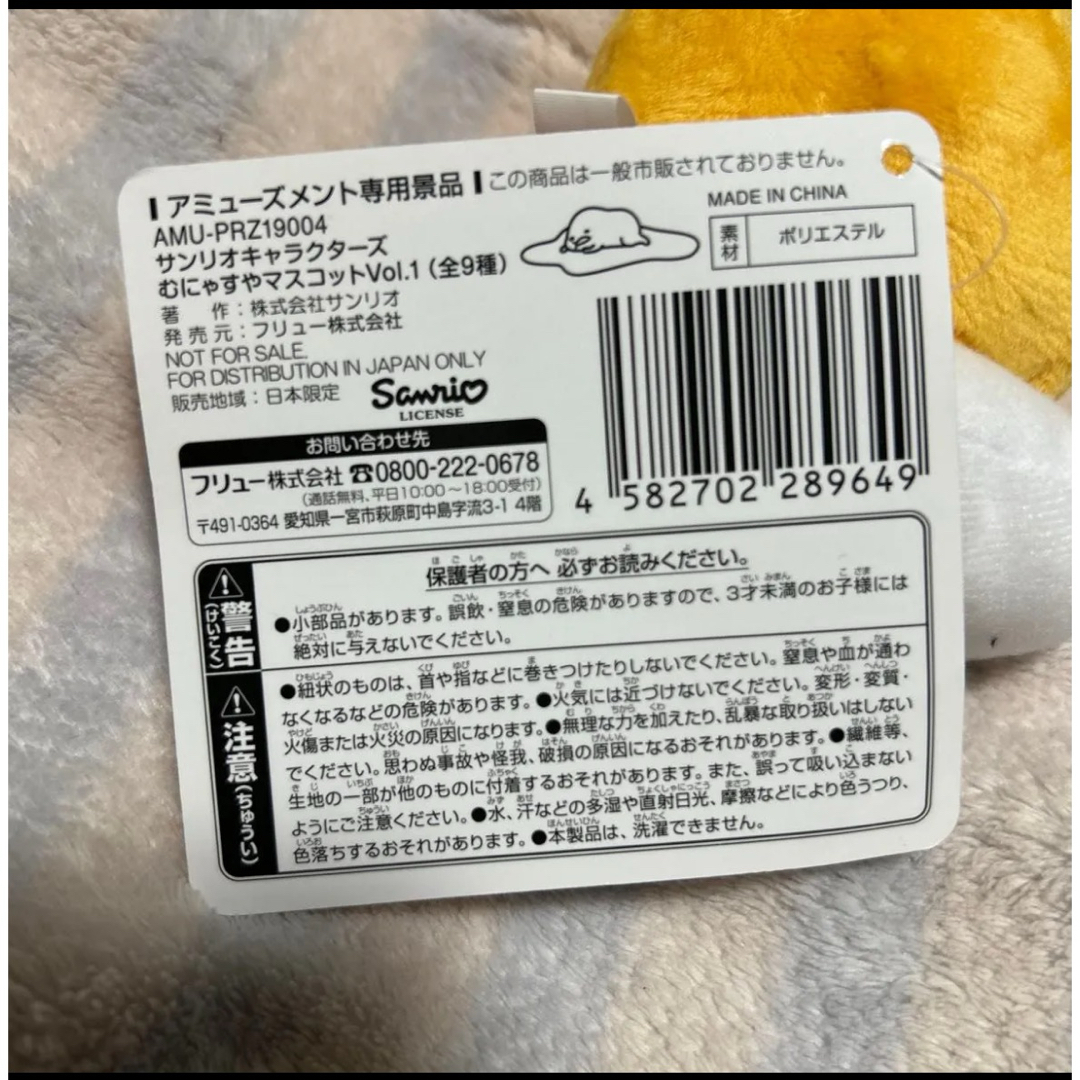 アミューズメント専用景品 この商品は一般市販されておりません。
AMU-PRZ19004
サンリオキャラクターズ
むにゃすやマスコットVol.1(全9種)
著 作:株式会社サンリオ
発売元:フリュー株式会社
NOT FOR SALE.
FOR DISTRIBUTION IN JAPAN ONLY
販売地域:日本限定
Sanrio
LICENSE
MADE IN CHINA
素材 ポリエステル
4 582702 289649
お問い合わせ先
フリュー株式会社 ☎0800-222-0678
(通話無料、平日10:00~18:00受付)
〒491-0364 愛知県一宮市萩原町中島字流3-1 4階
警告(けいこく)
保護者の方へ 必ずお読みください。
●小部品があります。誤飲・窒息の危険がありますので、3才未満のお子様には
絶対に与えないでください。
注意(ちゅうい)
●紐状のものは、首や指などに巻きつけたりしないでください。窒息や血が通わ
なくなるなどの危険があります。●火気には近づけないでください。変形・変質・
火傷または火災の原因になります。●無理な力を加えたり、乱暴な取り扱いはしない
でください。思わぬ事故や怪我、破損の原因になるおそれがあります。●繊維等、
生地の一部が他のものに付着するおそれがあります。また、誤って吸い込まない
ようにご注意ください。●水、汗などの多湿や直射日光、摩擦などにより色うつり、
色落ちするおそれがあります。●本製品は、洗濯できません。